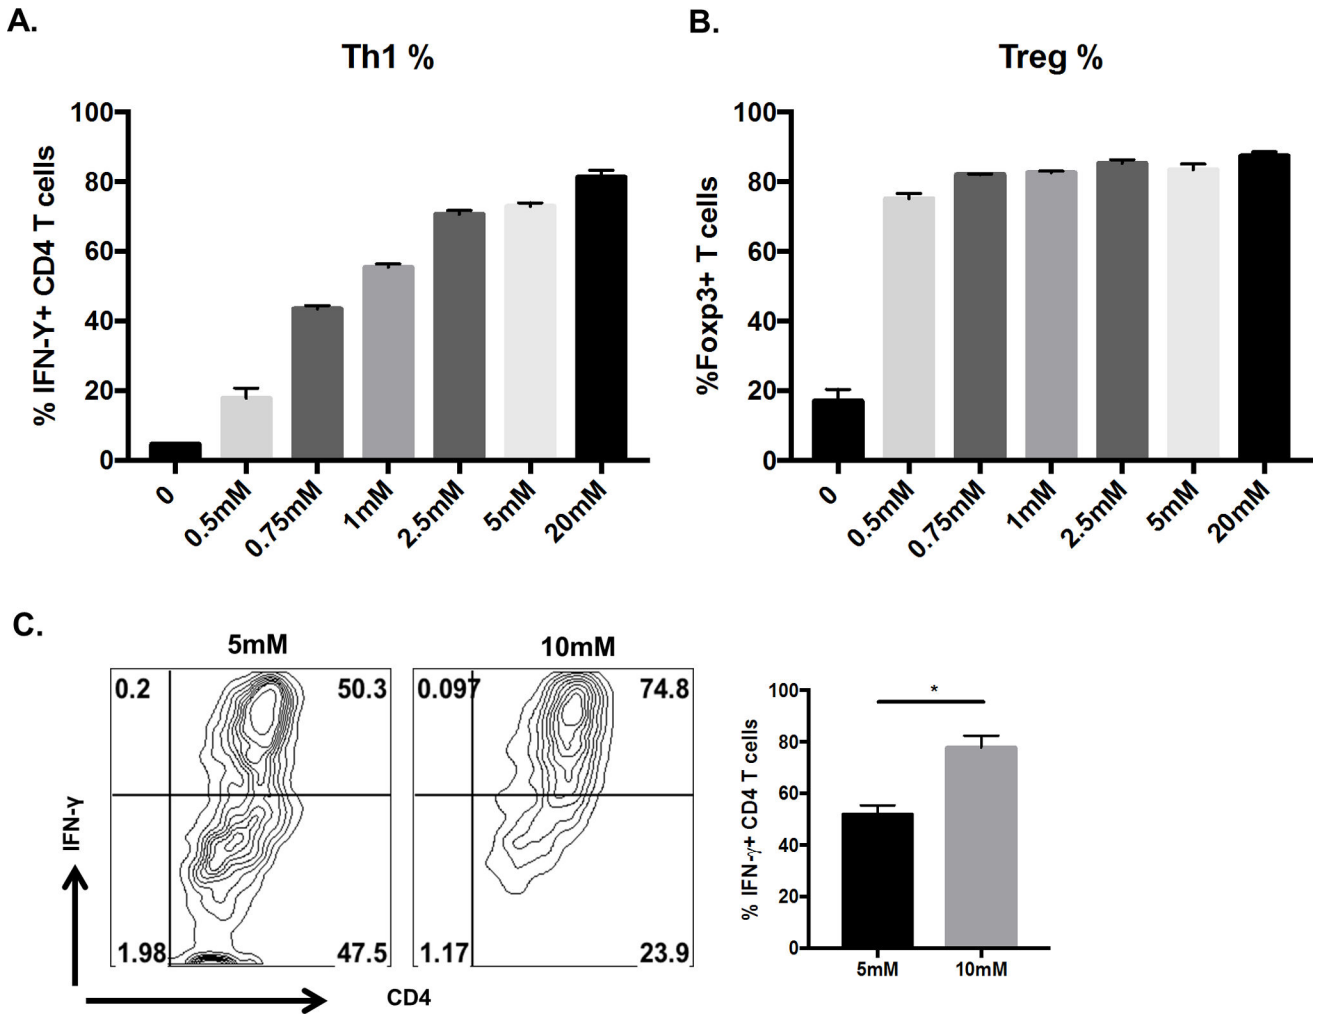 A.
Th1 %
% IFN-Y+ CD4 T cells
100
80
60
40
20
0
0
0.5mM
0.75mM
1mM
2.5mM
5mM
20mM
B.
Treg %
%Foxp3+ T cells
100
80
60
40
20
0
0
0.5mM
0.75mM
1mM
2.5mM
5mM
20mM
C.
5mM
0.2
50.3
1.98
47.5
10mM
0.097
74.8
1.17
23.9
IFN-γ
CD4
% IFN-γ+ CD4 T cells
100
80
60
40
20
0
*
5mM
10mM